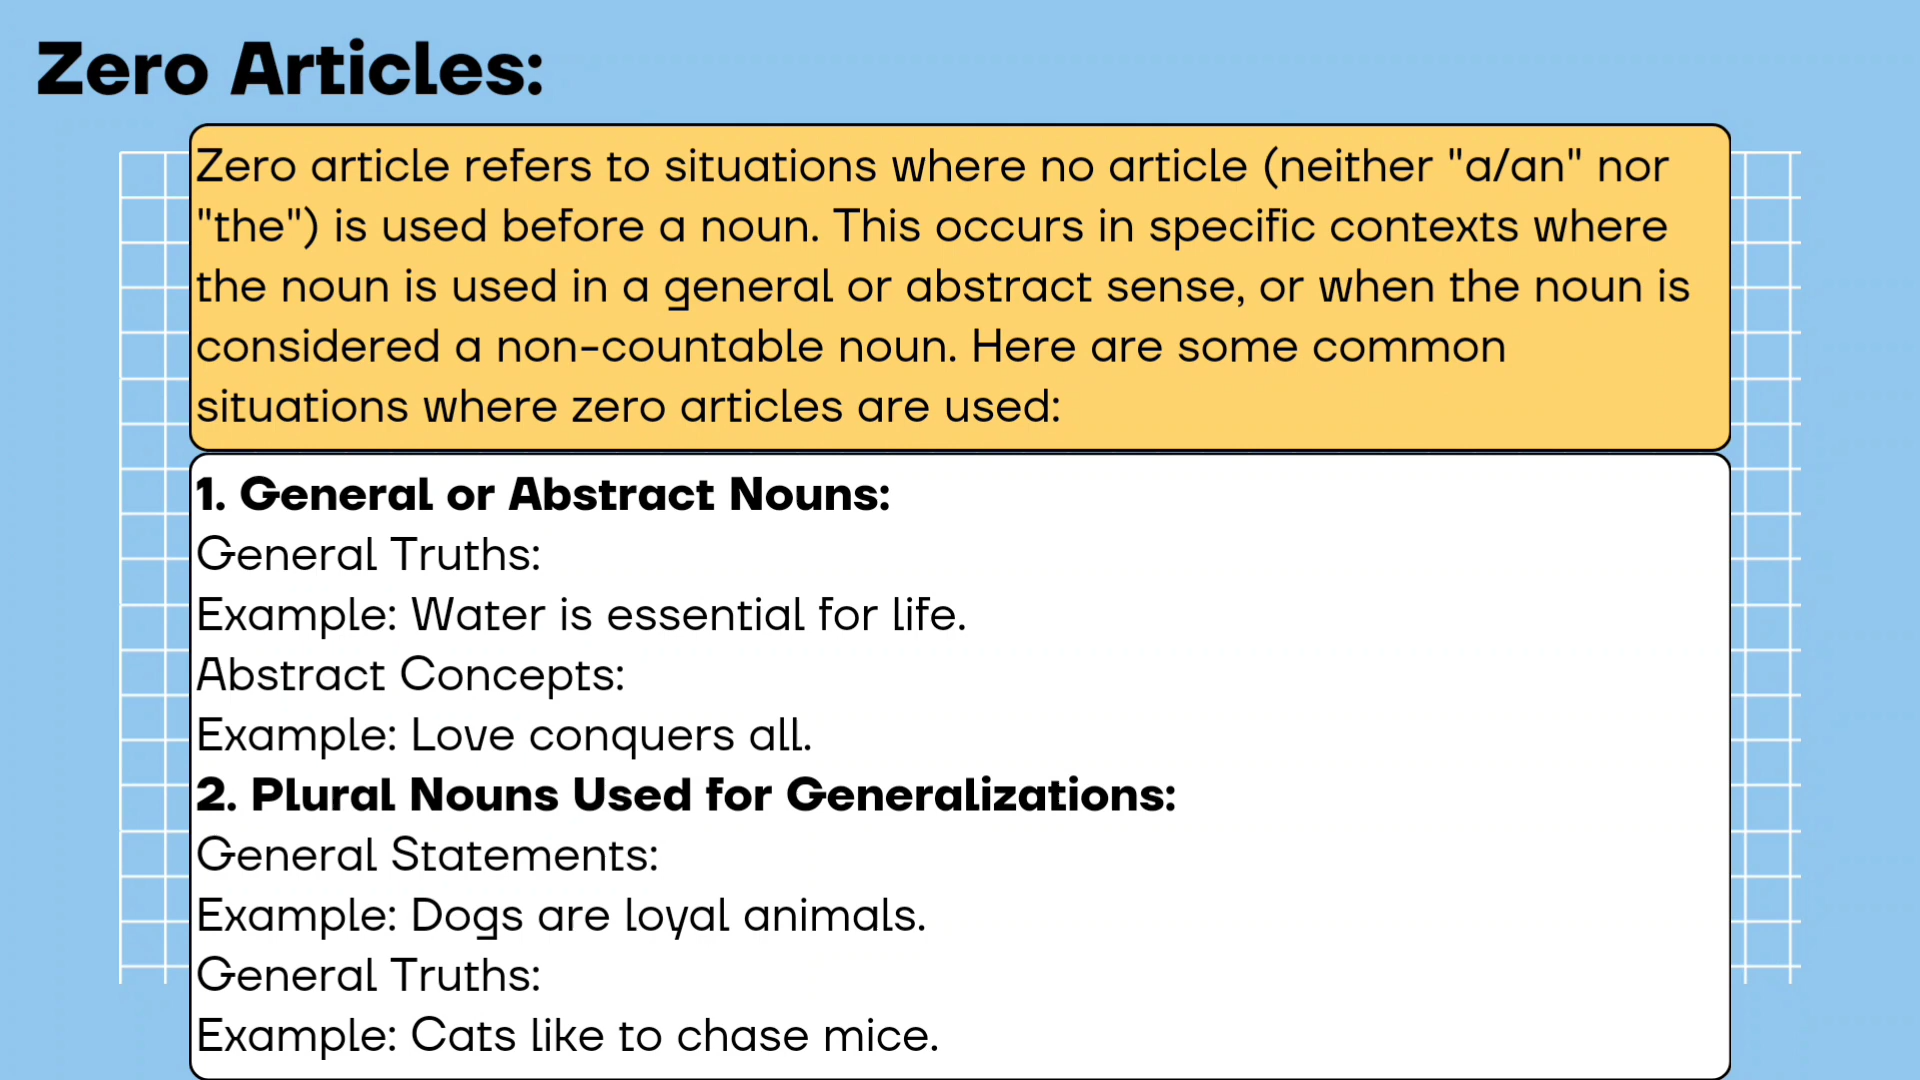 Zero Articles:
Zero article refers to situations where no article (neither "a/an" nor
"the") is used before a noun. This occurs in specific contexts where
the noun is used in a general or abstract sense, or when the noun is
considered a non-countable noun. Here are some common
situations where zero articles are used:
1. General or Abstract Nouns:
General Truths:
Example: Water is essential for life.
Abstract Concepts:
Example: Love conquers all.
2. Plural Nouns Used for Generalizations:
General Statements:
Example: Dogs are loyal animals.
General Truths:
Example: Cats like to chase mice.